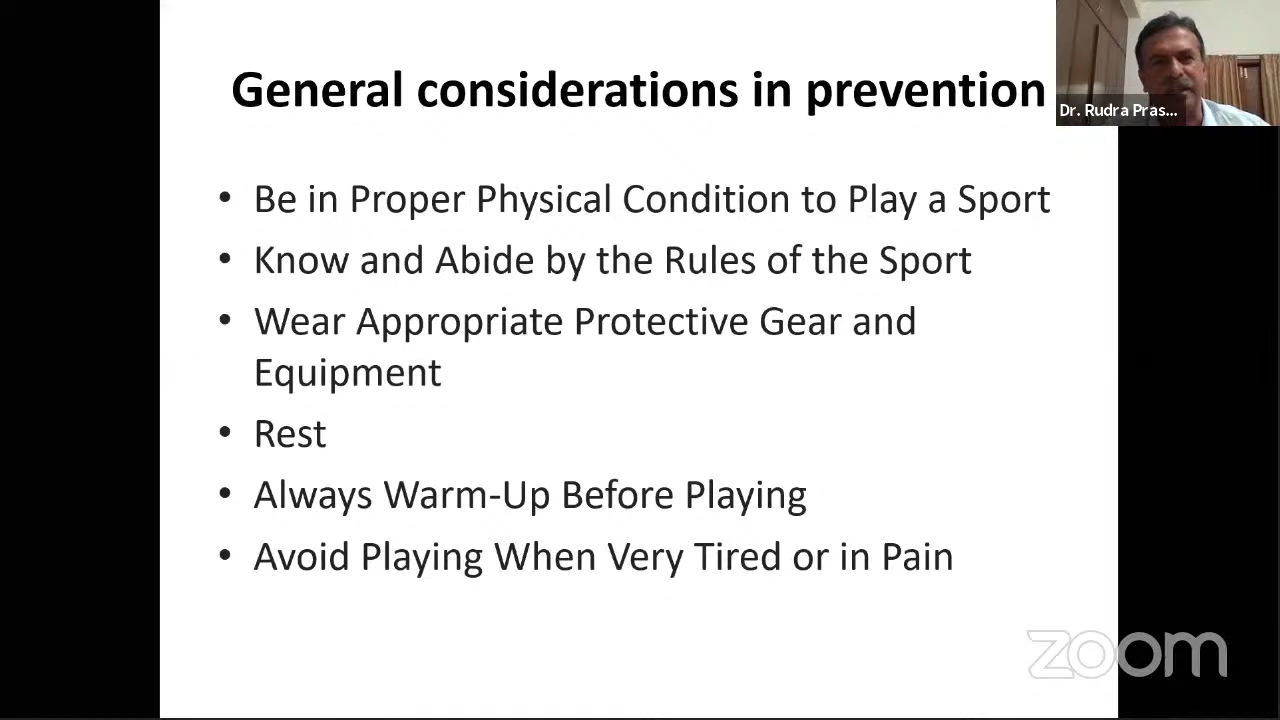 General considerations in prevention
Dr. Rudra Pras...
• Be in Proper Physical Condition to Play a Sport
• Know and Abide by the Rules of the Sport
• Wear Appropriate Protective Gear and
Equipment
• Rest
• Always Warm-Up Before Playing
• Avoid Playing When Very Tired or in Pain
zoom